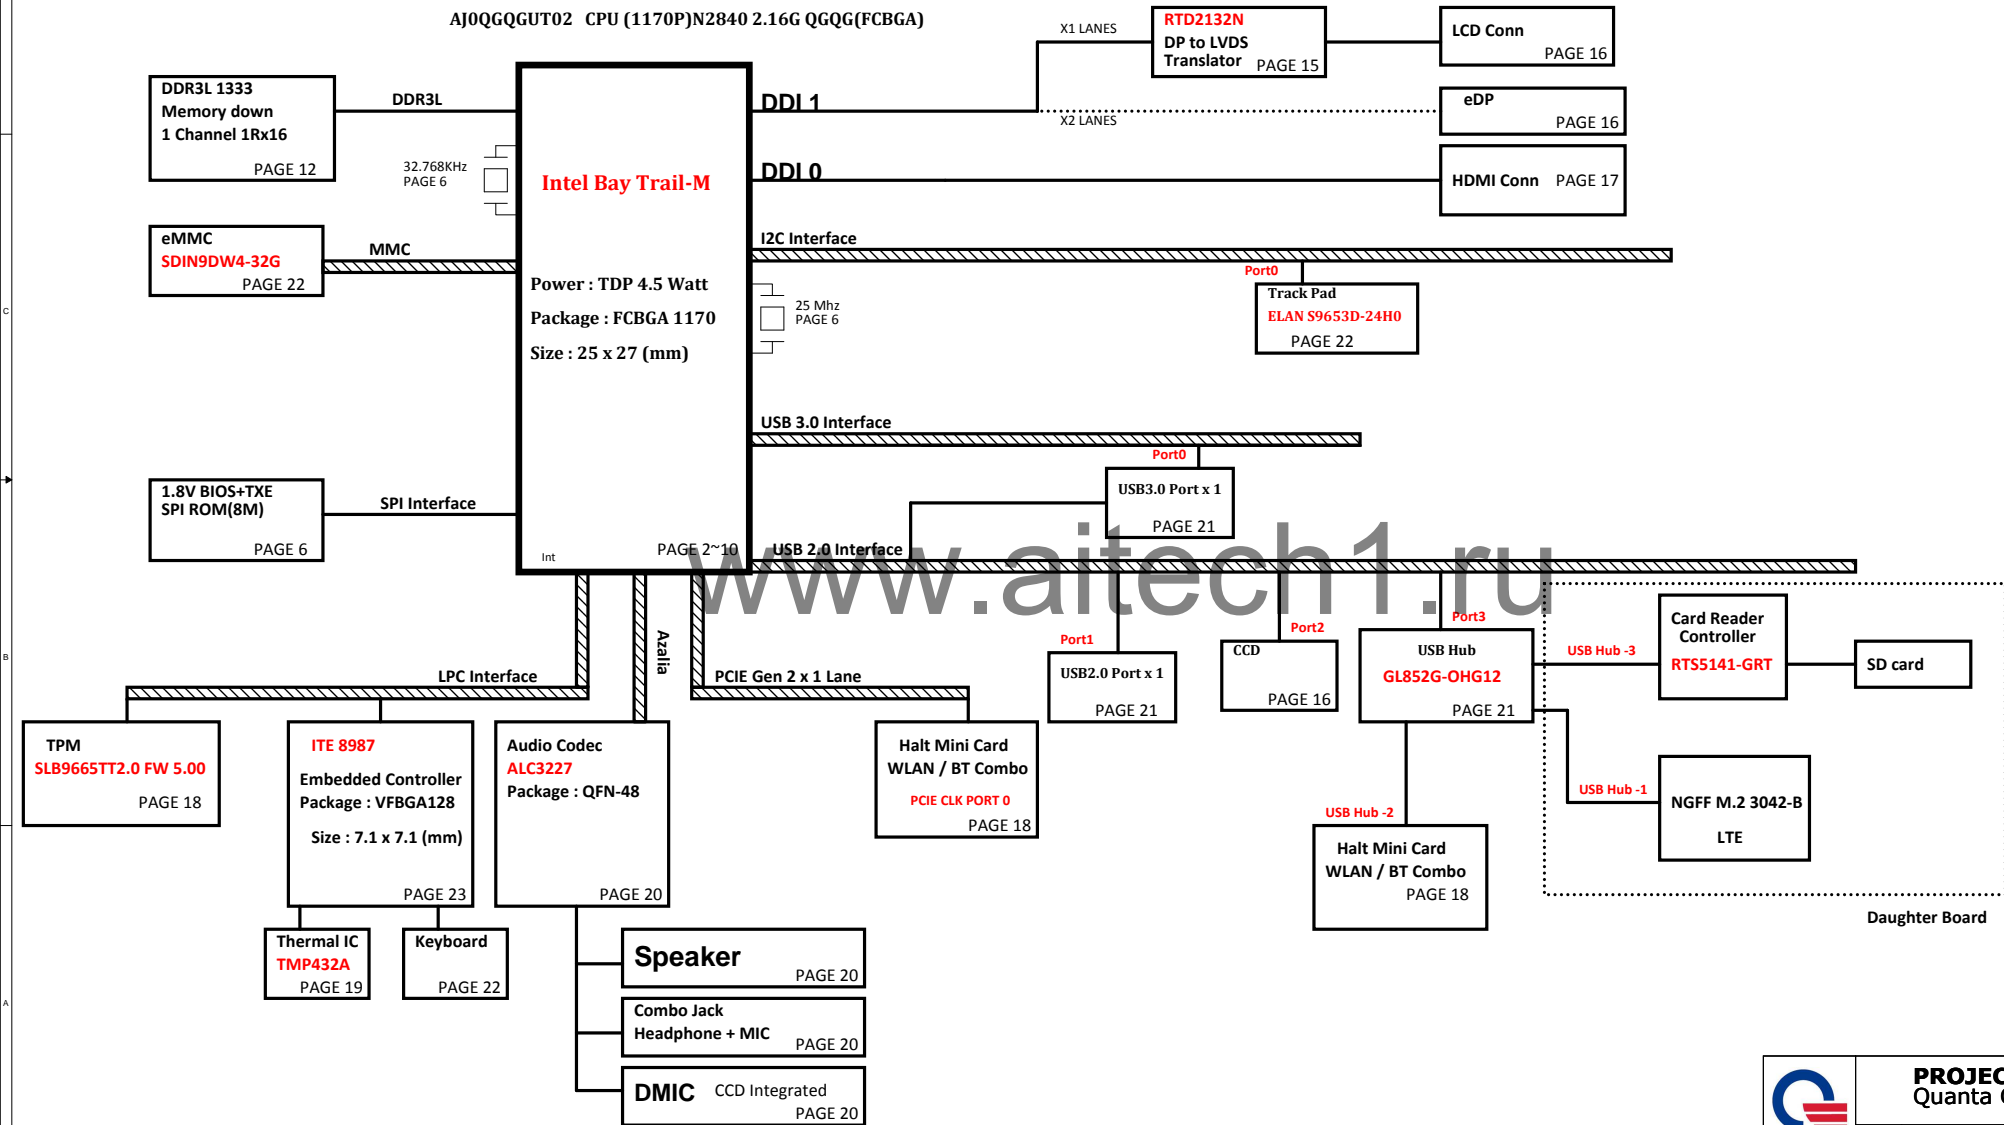 AJ0QGQGUT02 CPU (1170P)N2840 2.16G QGQG(FCBGA)
X1 LANES
RTD2132N
DP to LVDS
Translator PAGE 15
LCD Conn
PAGE 16
DDR3L 1333
Memory down
1 Channel 1Rx16
PAGE 12
DDR3L
DDI 1
X2 LANES
eDP
PAGE 16
32.768KHz
PAGE 6
Intel Bay Trail-M
DDI 0
HDMI Conn PAGE 17
eMMC
SDIN9DW4-32G
PAGE 22
MMC
I2C Interface
Port0
Track Pad
ELAN S9653D-24H0
PAGE 22
Power : TDP 4.5 Watt
Package : FCBGA 1170
Size : 25 x 27 (mm)
25 Mhz
PAGE 6
C
USB 3.0 Interface
Port0
USB3.0 Port x 1
PAGE 21
1.8V BIOS+TXE
SPI ROM(8M)
PAGE 6
SPI Interface
Int
PAGE 2~10
USB 2.0 Interface
www.aitech1.ru
Port1
USB2.0 Port x 1
PAGE 21
Port2
CCD
PAGE 16
Port3
USB Hub
GL852G-OHG12
PAGE 21
USB Hub -3
Card Reader
Controller
RTS5141-GRT
SD card
B
LPC Interface
Azalia
PCIE Gen 2 x 1 Lane
TPM
SLB9665TT2.0 FW 5.00
PAGE 18
ITE 8987
Embedded Controller
Package : VFBGA128
Size : 7.1 x 7.1 (mm)
PAGE 23
Audio Codec
ALC3227
Package : QFN-48
PAGE 20
Halt Mini Card
WLAN / BT Combo
PCIE CLK PORT 0
PAGE 18
USB Hub -2
Halt Mini Card
WLAN / BT Combo
PAGE 18
USB Hub -1
NGFF M.2 3042-B
LTE
Daughter Board
Thermal IC
TMP432A
PAGE 19
Keyboard
PAGE 22
Speaker
PAGE 20
A
Combo Jack
Headphone + MIC
PAGE 20
DMIC CCD Integrated
PAGE 20
PROJEC
Quanta